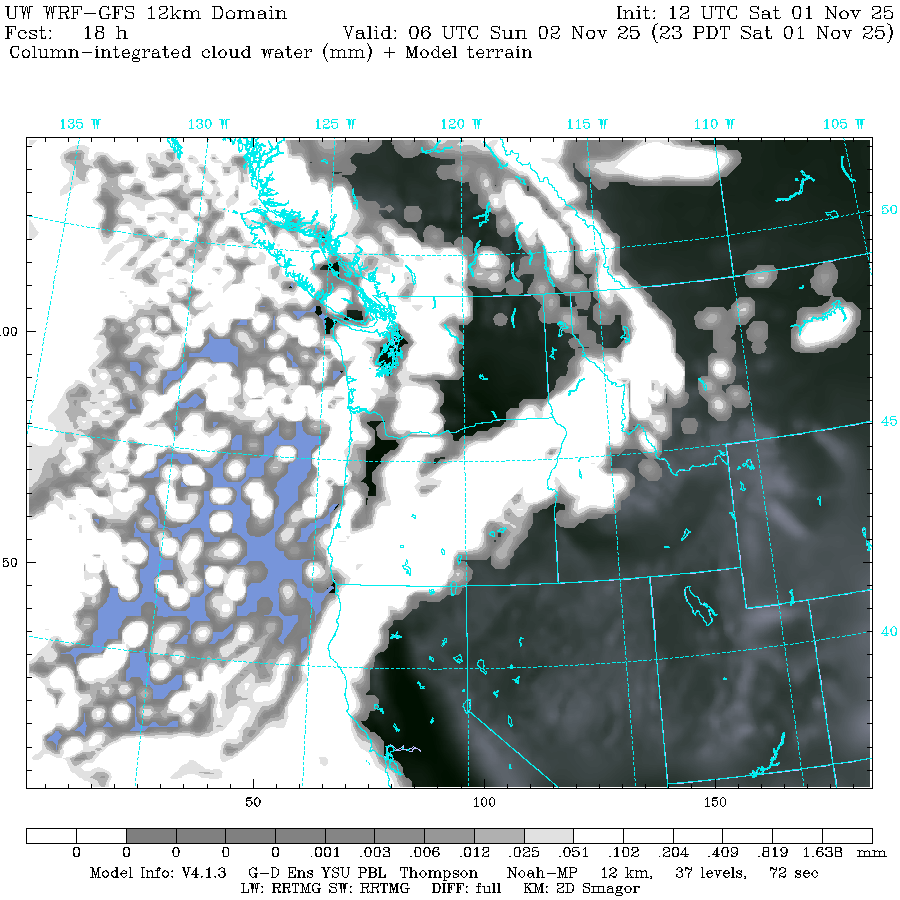 UW WRF-GFS 12km Domain Init: 12 UTC Sat 01 Nov 25
Fcst: 18 h Valid: 06 UTC Sun 02 Nov 25 (23 PDT Sat 01 Nov 25)
Column-integrated cloud water (mm) + Model terrain
135 W 130 W 125 W 120 W 115 W 110 W 105 W
50
00
45
50
40
50 100 150
0 0 0 0 .001 .003 .006 .012 .025 .051 .102 .204 .409 .819 1.638 mm
Model Info: V4.1.3 G-D Ens YSU PBL Thompson Noah-MP 12 km, 37 levels, 72 sec
LW: RRTMG SW: RRTMG DIFF: full KM: 2D Smagor